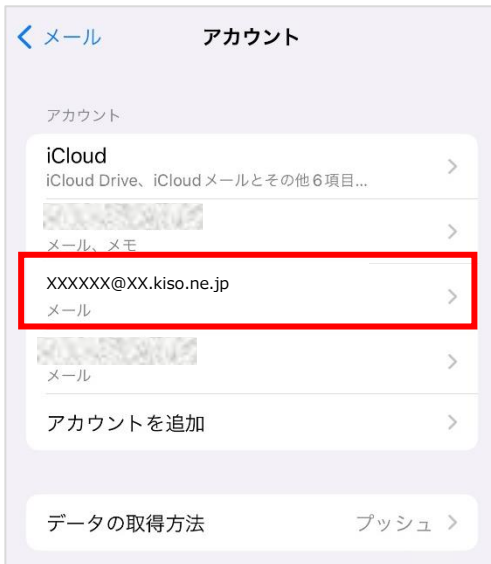 メール
アカウント
アカウント
iCloud
iCloud Drive、iCloudメールとその他6項目...
メール、メモ
XXXXXX@XX.kiso.ne.jp
メール
メール
アカウントを追加
データの取得方法 プッシュ